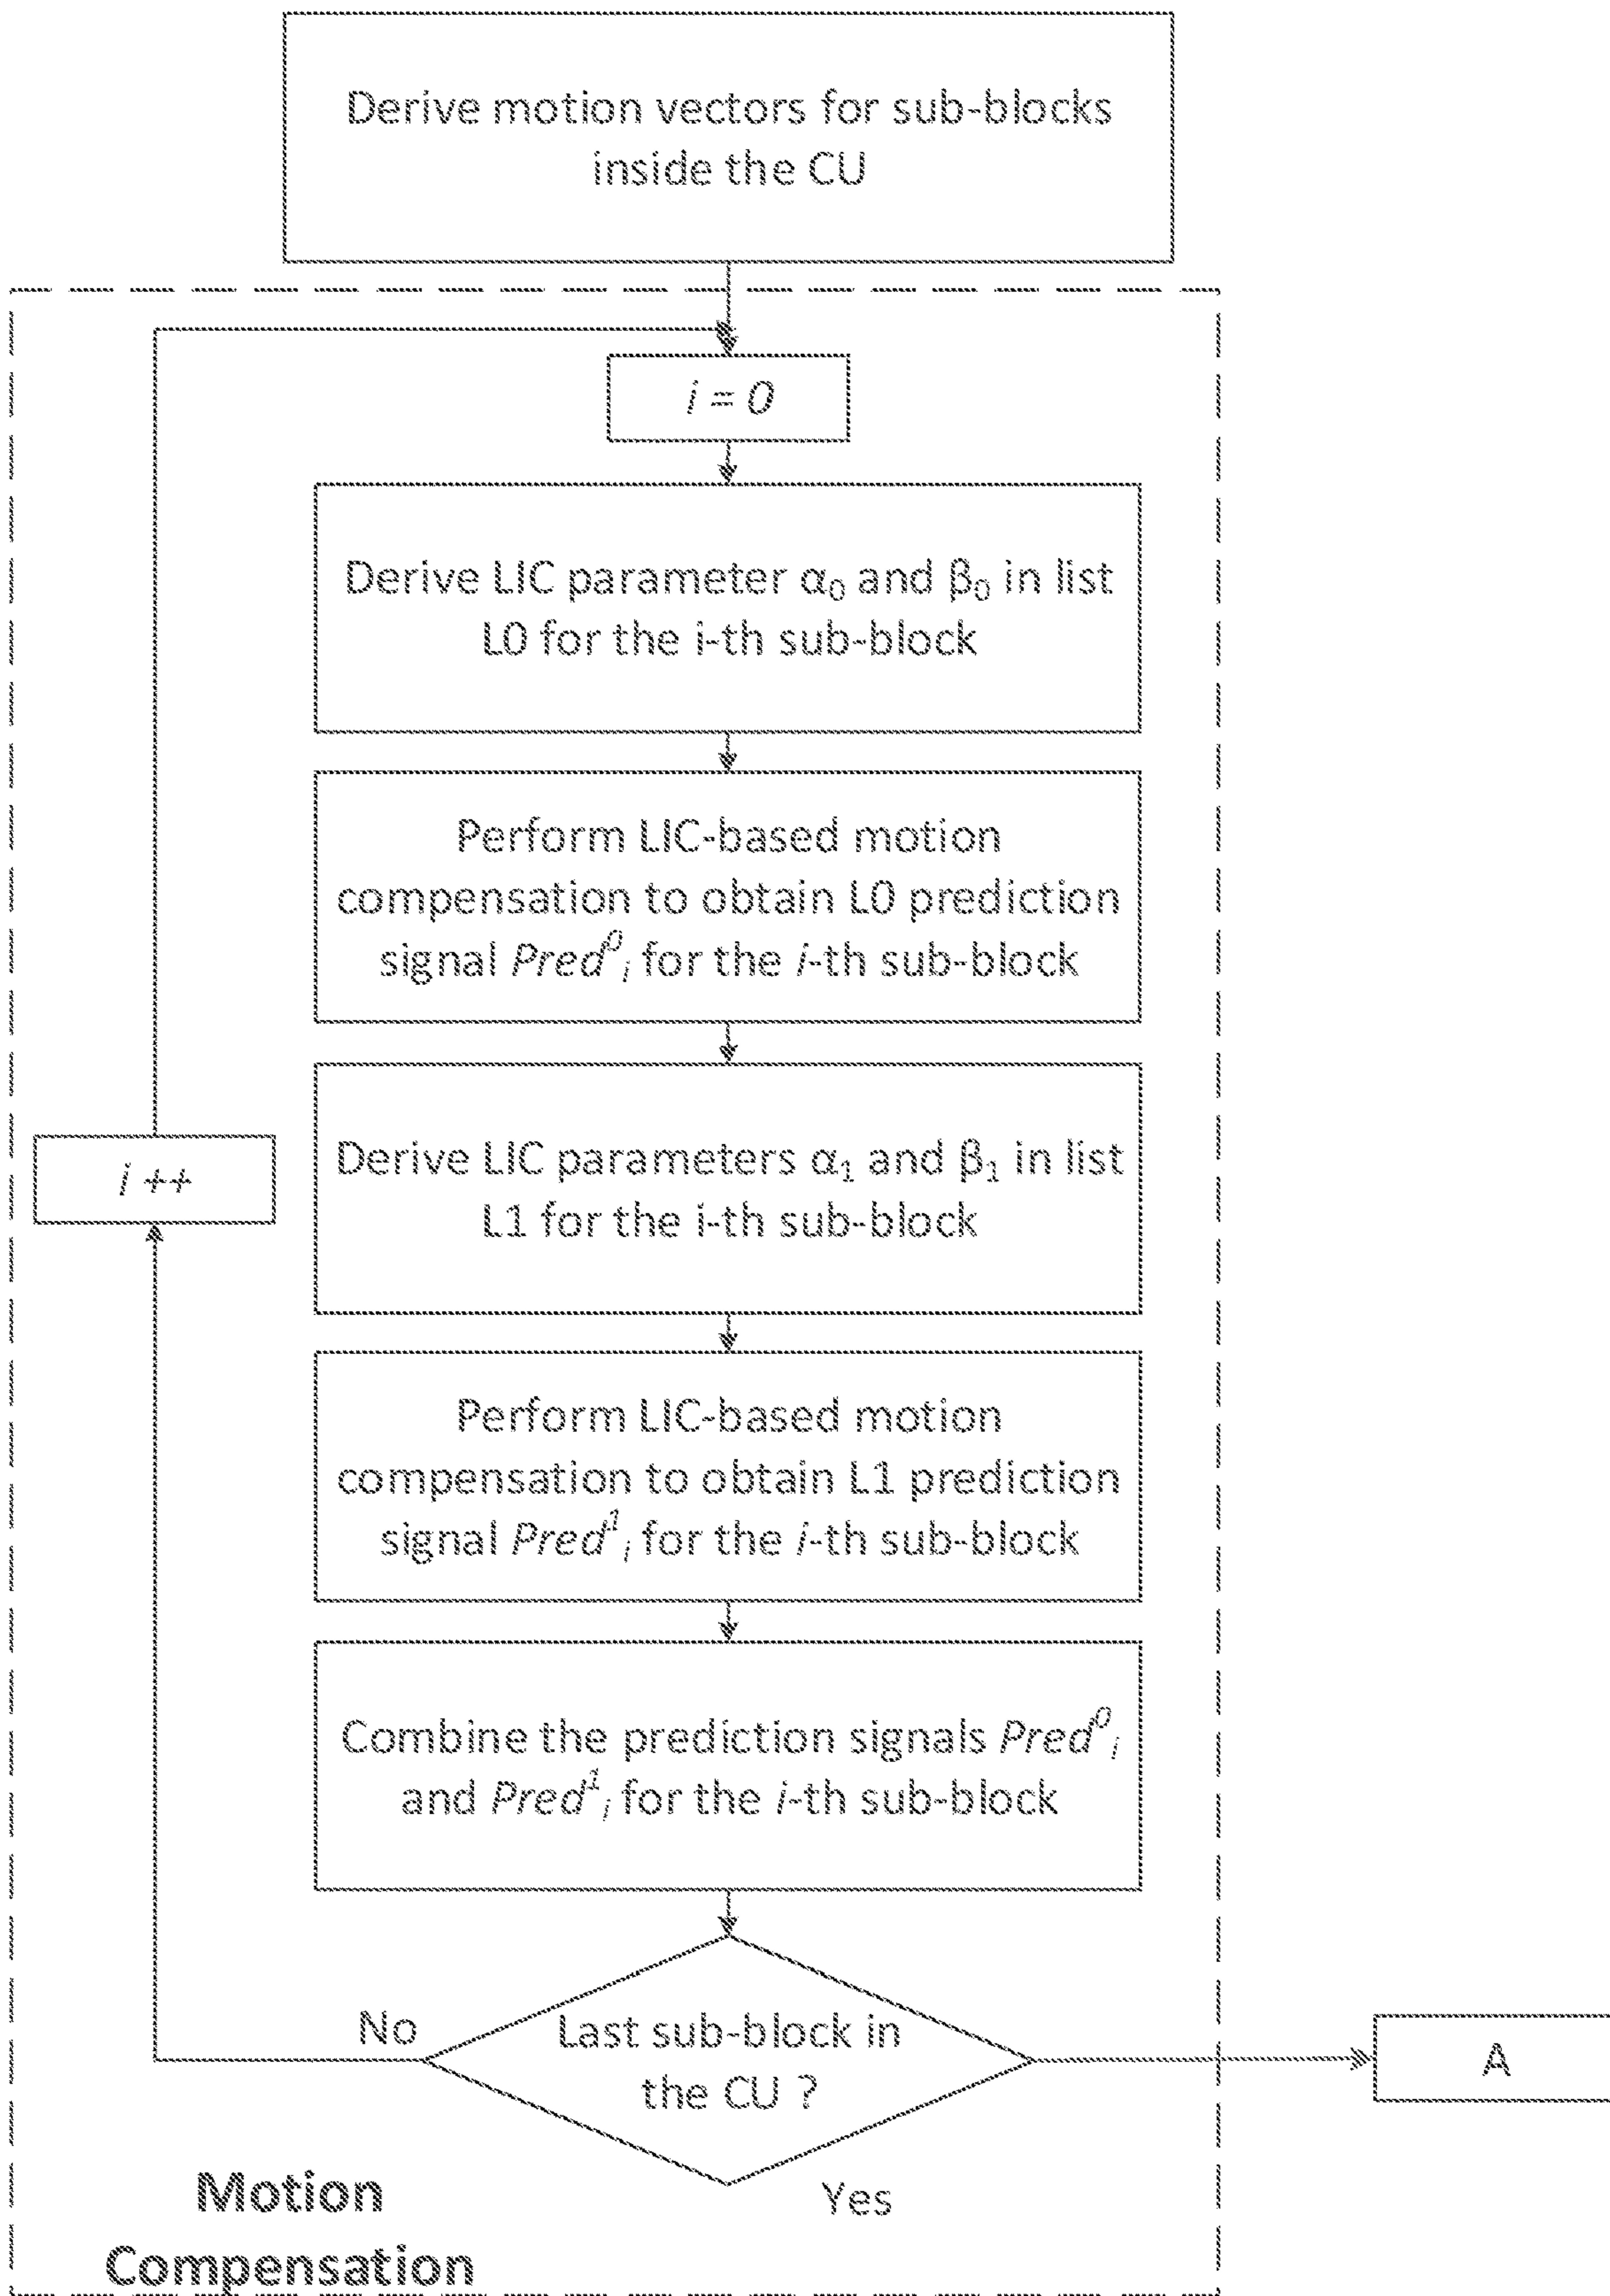 Derive motion vectors for sub-blocks
inside the CU
i = 0
Derive LIC parameter α₀ and β₀ in list
L0 for the i-th sub-block
Perform LIC-based motion
compensation to obtain L0 prediction
signal Pred⁰ᵢ for the i-th sub-block
Derive LIC parameters α₁ and β₁ in list
L1 for the i-th sub-block
i ++
Perform LIC-based motion
compensation to obtain L1 prediction
signal Pred¹ᵢ for the i-th sub-block
Combine the prediction signals Pred⁰ᵢ
and Pred¹ᵢ for the i-th sub-block
No
Last sub-block in
the CU ?
A
Yes
Motion
Compensation